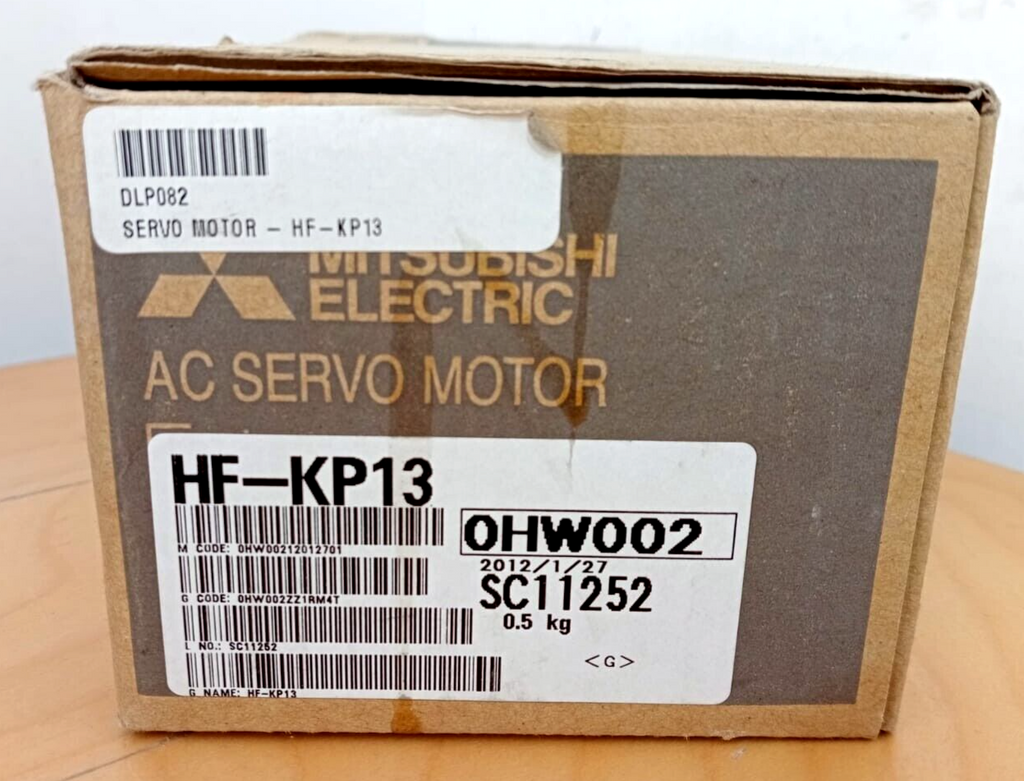 DLP082
SERVO MOTOR - HF-KP13
MITSUBISHI
ELECTRIC
AC SERVO MOTOR
HF-KP13
M CODE: 0HW00212012701
0HW002
2012/1/27
G CODE: 0HW002ZZ1RM4T
SC11252
0.5 kg
L NO.: SC11252
<G>
G NAME: HF-KP13